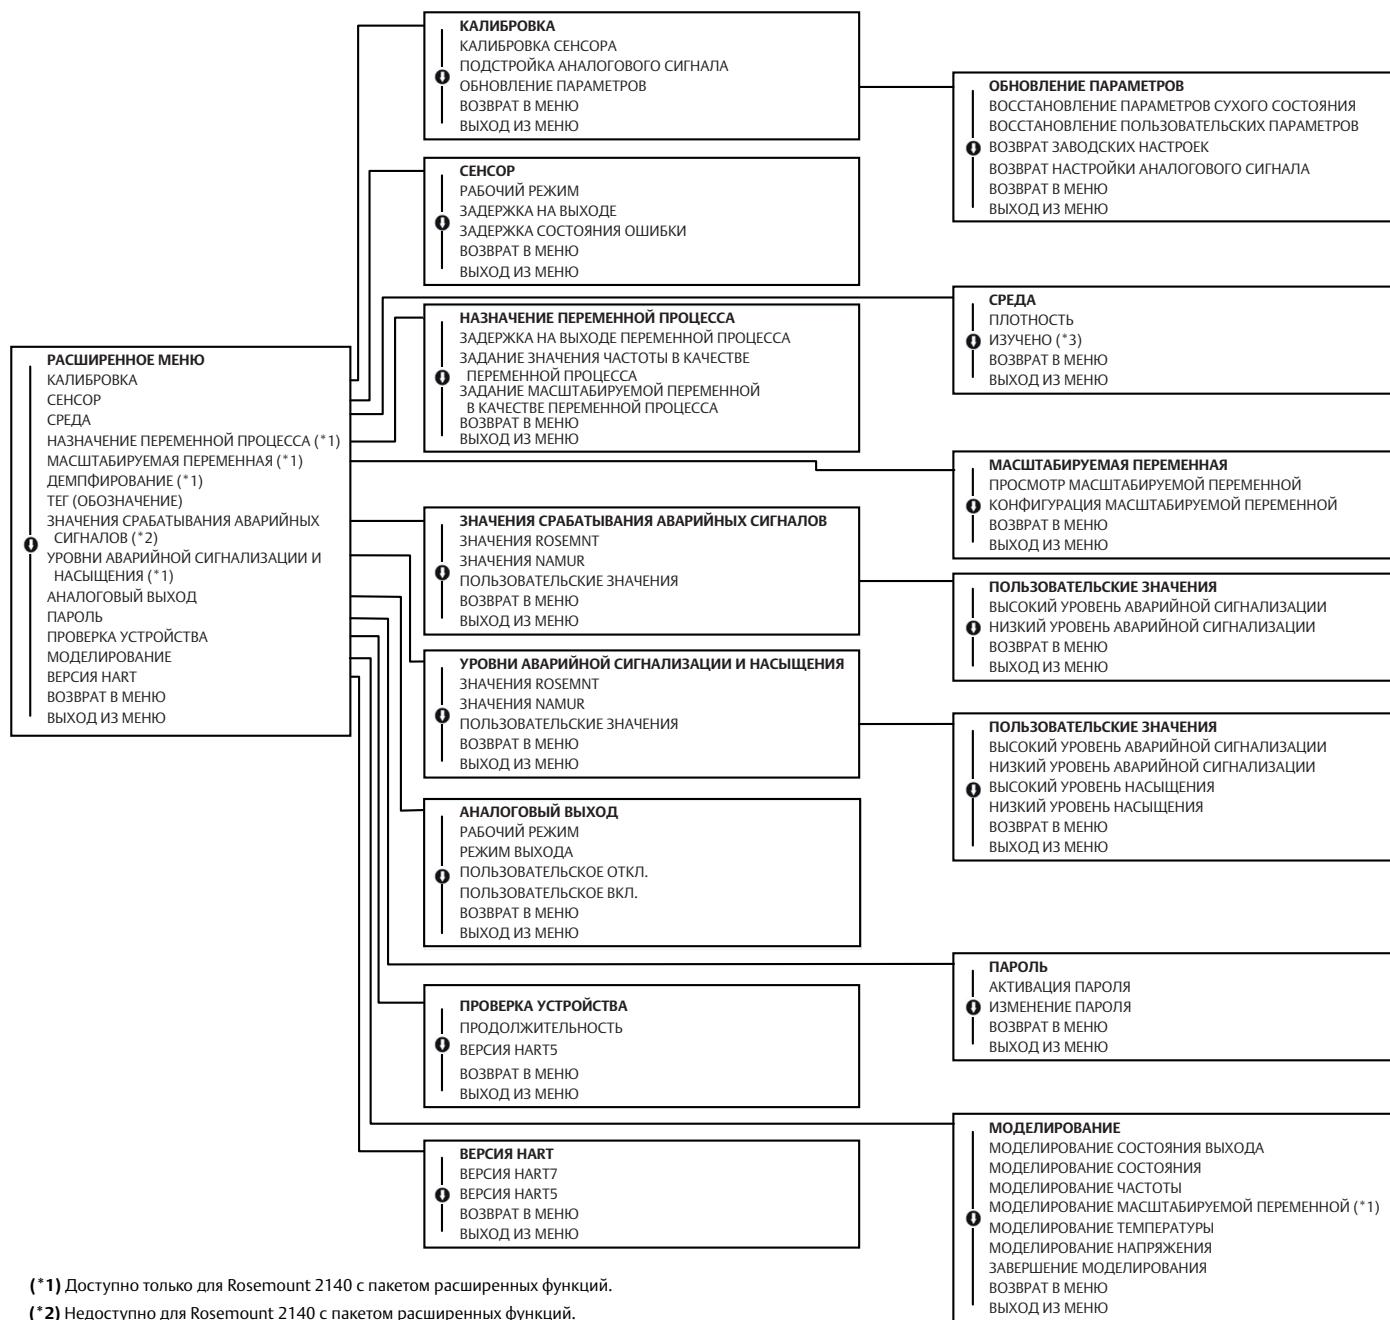 КАЛИБРОВКА
КАЛИБРОВКА СЕНСОРА
ПОДСТРОЙКА АНАЛОГОВОГО СИГНАЛА
ОБНОВЛЕНИЕ ПАРАМЕТРОВ
ВОЗВРАТ В МЕНЮ
ВЫХОД ИЗ МЕНЮ
ОБНОВЛЕНИЕ ПАРАМЕТРОВ
ВОССТАНОВЛЕНИЕ ПАРАМЕТРОВ СУХОГО СОСТОЯНИЯ
ВОССТАНОВЛЕНИЕ ПОЛЬЗОВАТЕЛЬСКИХ ПАРАМЕТРОВ
ВОЗВРАТ ЗАВОДСКИХ НАСТРОЕК
ВОЗВРАТ НАСТРОЙКИ АНАЛОГОВОГО СИГНАЛА
ВОЗВРАТ В МЕНЮ
ВЫХОД ИЗ МЕНЮ
СЕНСОР
РАБОЧИЙ РЕЖИМ
ЗАДЕРЖКА НА ВЫХОДЕ
ЗАДЕРЖКА СОСТОЯНИЯ ОШИБКИ
ВОЗВРАТ В МЕНЮ
ВЫХОД ИЗ МЕНЮ
СРЕДА
ПЛОТНОСТЬ
ИЗУЧЕНО (*3)
ВОЗВРАТ В МЕНЮ
ВЫХОД ИЗ МЕНЮ
НАЗНАЧЕНИЕ ПЕРЕМЕННОЙ ПРОЦЕССА
ЗАДЕРЖКА НА ВЫХОДЕ ПЕРЕМЕННОЙ ПРОЦЕССА
ЗАДАНИЕ ЗНАЧЕНИЯ ЧАСТОТЫ В КАЧЕСТВЕ
ПЕРЕМЕННОЙ ПРОЦЕССА
ЗАДАНИЕ МАСШТАБИРУЕМОЙ ПЕРЕМЕННОЙ
В КАЧЕСТВЕ ПЕРЕМЕННОЙ ПРОЦЕССА
ВОЗВРАТ В МЕНЮ
ВЫХОД ИЗ МЕНЮ
РАСШИРЕННОЕ МЕНЮ
КАЛИБРОВКА
СЕНСОР
СРЕДА
НАЗНАЧЕНИЕ ПЕРЕМЕННОЙ ПРОЦЕССА (*1)
МАСШТАБИРУЕМАЯ ПЕРЕМЕННАЯ (*1)
ДЕМПФИРОВАНИЕ (*1)
ТЕГ (ОБОЗНАЧЕНИЕ)
ЗНАЧЕНИЯ СРАБАТЫВАНИЯ АВАРИЙНЫХ
СИГНАЛОВ (*2)
УРОВНИ АВАРИЙНОЙ СИГНАЛИЗАЦИИ И
НАСЫЩЕНИЯ (*1)
АНАЛОГОВЫЙ ВЫХОД
ПАРОЛЬ
ПРОВЕРКА УСТРОЙСТВА
МОДЕЛИРОВАНИЕ
ВЕРСИЯ HART
ВОЗВРАТ В МЕНЮ
ВЫХОД ИЗ МЕНЮ
МАСШТАБИРУЕМАЯ ПЕРЕМЕННАЯ
ПРОСМОТР МАСШТАБИРУЕМОЙ ПЕРЕМЕННОЙ
КОНФИГУРАЦИЯ МАСШТАБИРУЕМОЙ ПЕРЕМЕННОЙ
ВОЗВРАТ В МЕНЮ
ВЫХОД ИЗ МЕНЮ
ЗНАЧЕНИЯ СРАБАТЫВАНИЯ АВАРИЙНЫХ СИГНАЛОВ
ЗНАЧЕНИЯ ROSEMNT
ЗНАЧЕНИЯ NAMUR
ПОЛЬЗОВАТЕЛЬСКИЕ ЗНАЧЕНИЯ
ВОЗВРАТ В МЕНЮ
ВЫХОД ИЗ МЕНЮ
ПОЛЬЗОВАТЕЛЬСКИЕ ЗНАЧЕНИЯ
ВЫСОКИЙ УРОВЕНЬ АВАРИЙНОЙ СИГНАЛИЗАЦИИ
НИЗКИЙ УРОВЕНЬ АВАРИЙНОЙ СИГНАЛИЗАЦИИ
ВОЗВРАТ В МЕНЮ
ВЫХОД ИЗ МЕНЮ
УРОВНИ АВАРИЙНОЙ СИГНАЛИЗАЦИИ И НАСЫЩЕНИЯ
ЗНАЧЕНИЯ ROSEMNT
ЗНАЧЕНИЯ NAMUR
ПОЛЬЗОВАТЕЛЬСКИЕ ЗНАЧЕНИЯ
ВОЗВРАТ В МЕНЮ
ВЫХОД ИЗ МЕНЮ
ПОЛЬЗОВАТЕЛЬСКИЕ ЗНАЧЕНИЯ
ВЫСОКИЙ УРОВЕНЬ АВАРИЙНОЙ СИГНАЛИЗАЦИИ
НИЗКИЙ УРОВЕНЬ АВАРИЙНОЙ СИГНАЛИЗАЦИИ
ВЫСОКИЙ УРОВЕНЬ НАСЫЩЕНИЯ
НИЗКИЙ УРОВЕНЬ НАСЫЩЕНИЯ
ВОЗВРАТ В МЕНЮ
ВЫХОД ИЗ МЕНЮ
АНАЛОГОВЫЙ ВЫХОД
РАБОЧИЙ РЕЖИМ
РЕЖИМ ВЫХОДА
ПОЛЬЗОВАТЕЛЬСКОЕ ОТКЛ.
ПОЛЬЗОВАТЕЛЬСКОЕ ВКЛ.
ВОЗВРАТ В МЕНЮ
ВЫХОД ИЗ МЕНЮ
ПАРОЛЬ
АКТИВАЦИЯ ПАРОЛЯ
ИЗМЕНЕНИЕ ПАРОЛЯ
ВОЗВРАТ В МЕНЮ
ВЫХОД ИЗ МЕНЮ
ПРОВЕРКА УСТРОЙСТВА
ПРОДОЛЖИТЕЛЬНОСТЬ
ВЕРСИЯ HART5
ВОЗВРАТ В МЕНЮ
ВЫХОД ИЗ МЕНЮ
МОДЕЛИРОВАНИЕ
МОДЕЛИРОВАНИЕ СОСТОЯНИЯ ВЫХОДА
МОДЕЛИРОВАНИЕ СОСТОЯНИЯ
МОДЕЛИРОВАНИЕ ЧАСТОТЫ
МОДЕЛИРОВАНИЕ МАСШТАБИРУЕМОЙ ПЕРЕМЕННОЙ (*1)
МОДЕЛИРОВАНИЕ ТЕМПЕРАТУРЫ
МОДЕЛИРОВАНИЕ НАПРЯЖЕНИЯ
ЗАВЕРШЕНИЕ МОДЕЛИРОВАНИЯ
ВОЗВРАТ В МЕНЮ
ВЫХОД ИЗ МЕНЮ
ВЕРСИЯ HART
ВЕРСИЯ HART7
ВЕРСИЯ HART5
ВОЗВРАТ В МЕНЮ
ВЫХОД ИЗ МЕНЮ
(*1) Доступно только для Rosemount 2140 с пакетом расширенных функций.
(*2) Недоступно для Rosemount 2140 с пакетом расширенных функций.